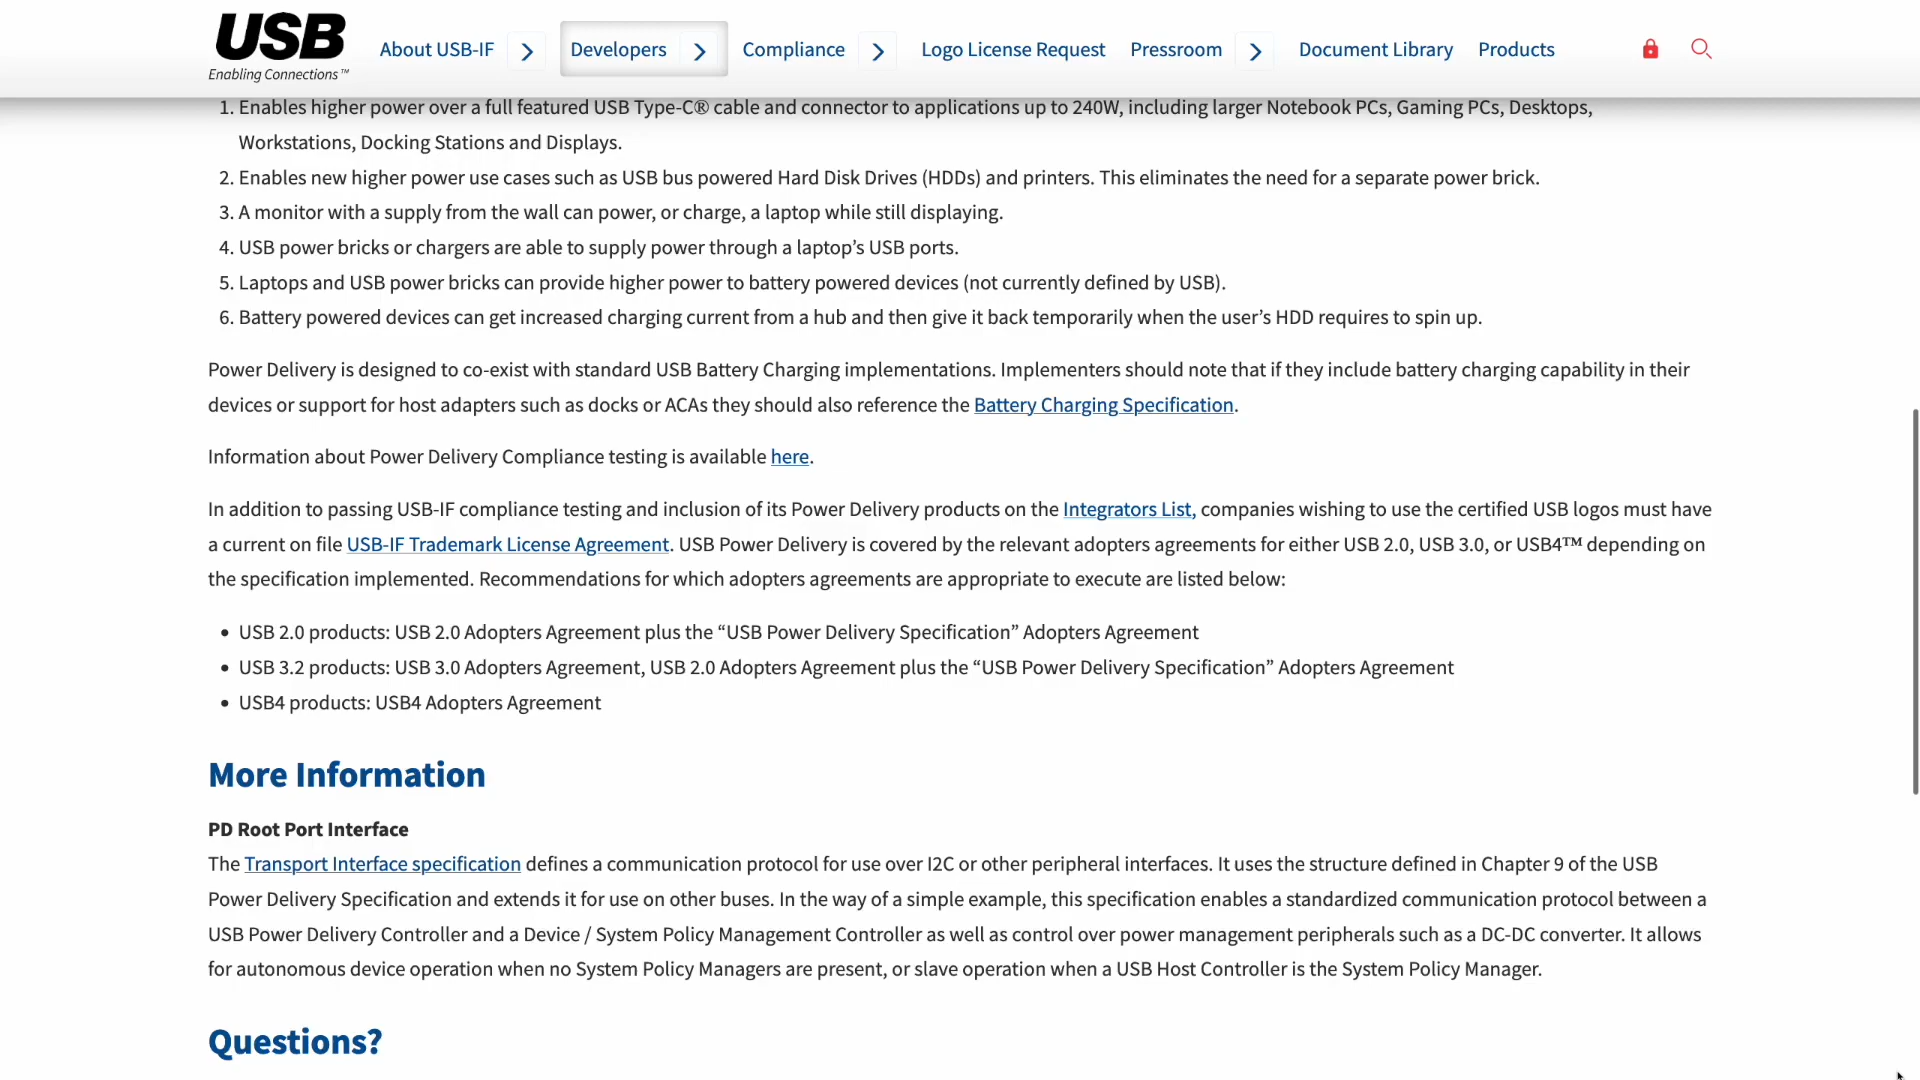 USB
Enabling Connections™
About USB-IF
Developers
Compliance
Logo License Request
Pressroom
Document Library
Products
1. Enables higher power over a full featured USB Type-C® cable and connector to applications up to 240W, including larger Notebook PCs, Gaming PCs, Desktops,
Workstations, Docking Stations and Displays.
2. Enables new higher power use cases such as USB bus powered Hard Disk Drives (HDDs) and printers. This eliminates the need for a separate power brick.
3. A monitor with a supply from the wall can power, or charge, a laptop while still displaying.
4. USB power bricks or chargers are able to supply power through a laptop’s USB ports.
5. Laptops and USB power bricks can provide higher power to battery powered devices (not currently defined by USB).
6. Battery powered devices can get increased charging current from a hub and then give it back temporarily when the user’s HDD requires to spin up.
Power Delivery is designed to co-exist with standard USB Battery Charging implementations. Implementers should note that if they include battery charging capability in their
devices or support for host adapters such as docks or ACAs they should also reference the Battery Charging Specification.
Information about Power Delivery Compliance testing is available here.
In addition to passing USB-IF compliance testing and inclusion of its Power Delivery products on the Integrators List, companies wishing to use the certified USB logos must have
a current on file USB-IF Trademark License Agreement. USB Power Delivery is covered by the relevant adopters agreements for either USB 2.0, USB 3.0, or USB4™ depending on
the specification implemented. Recommendations for which adopters agreements are appropriate to execute are listed below:
• USB 2.0 products: USB 2.0 Adopters Agreement plus the “USB Power Delivery Specification” Adopters Agreement
• USB 3.2 products: USB 3.0 Adopters Agreement, USB 2.0 Adopters Agreement plus the “USB Power Delivery Specification” Adopters Agreement
• USB4 products: USB4 Adopters Agreement
More Information
PD Root Port Interface
The Transport Interface specification defines a communication protocol for use over I2C or other peripheral interfaces. It uses the structure defined in Chapter 9 of the USB
Power Delivery Specification and extends it for use on other buses. In the way of a simple example, this specification enables a standardized communication protocol between a
USB Power Delivery Controller and a Device / System Policy Management Controller as well as control over power management peripherals such as a DC-DC converter. It allows
for autonomous device operation when no System Policy Managers are present, or slave operation when a USB Host Controller is the System Policy Manager.
Questions?